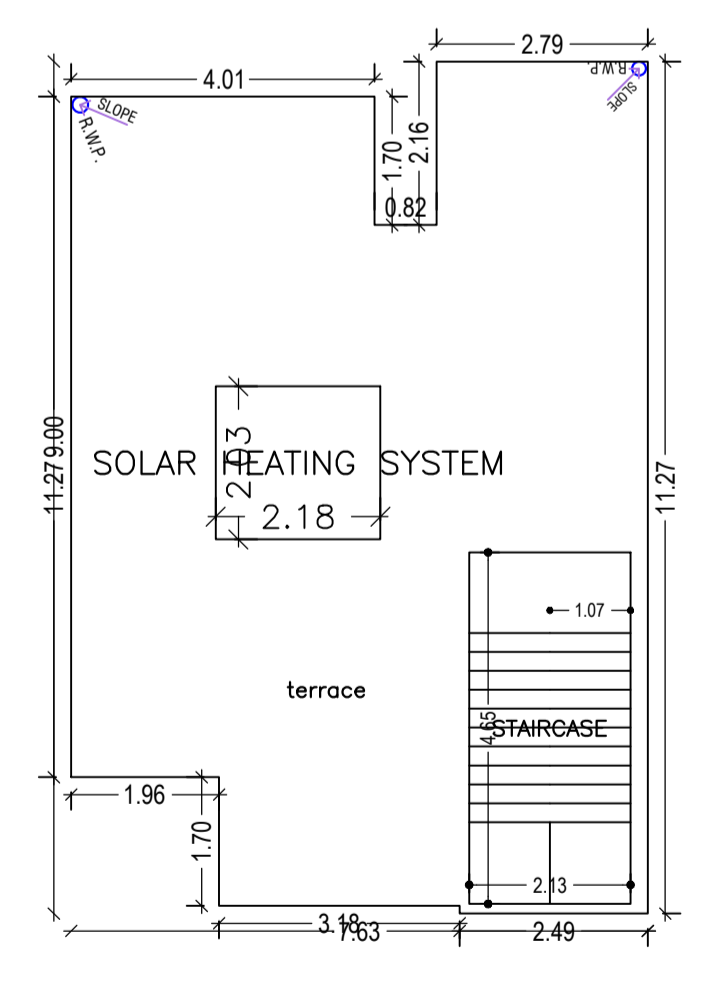 2.79
4.01
SLOPE
R.W.P.
R.W.P.
SLOPE
1.70
2.16
0.82
11.27
9.00
11.27
SOLAR HEATING SYSTEM
2.03
2.18
1.07
terrace
STAIRCASE
4.65
1.96
1.70
2.13
3.18
7.63
2.49